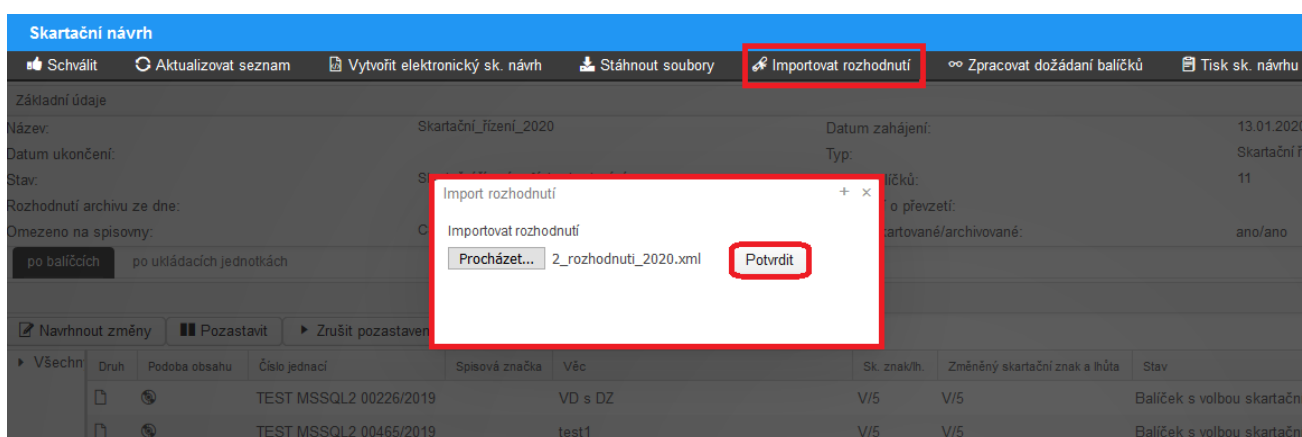 Skartační návrh
Schválit Aktualizovat seznam Vytvořit elektronický sk. návrh Stáhnout soubory Importovat rozhodnutí Zpracovat dožádaní balíčků Tisk sk. návrhu
Základní údaje
Název: Skartační_řízení_2020 Datum zahájení: 13.01.2020
Datum ukončení: Typ: Skartační
Stav:
Import rozhodnutí
líčků: 11
Rozhodnutí archivu ze dne: o převzetí:
Importovat rozhodnutí
Omezeno na spisovny: kartované/archivované: ano/ano
Procházet... 2_rozhodnuti_2020.xml Potvrdit
po balíčcích po ukládacích jednotkách
Navrhnout změny Pozastavit Zrušit pozastaven
Všechn Druh Podoba obsahu Číslo jednací Spisová značka Věc Sk. znak/lh. Změněný skartační znak a lhůta Stav
TEST MSSQL2 00226/2019 VD s DZ V/5 V/5 Balíček s volbou skartačn
TEST MSSQL2 00465/2019 test1 V/5 V/5 Balíček s volbou skartačn